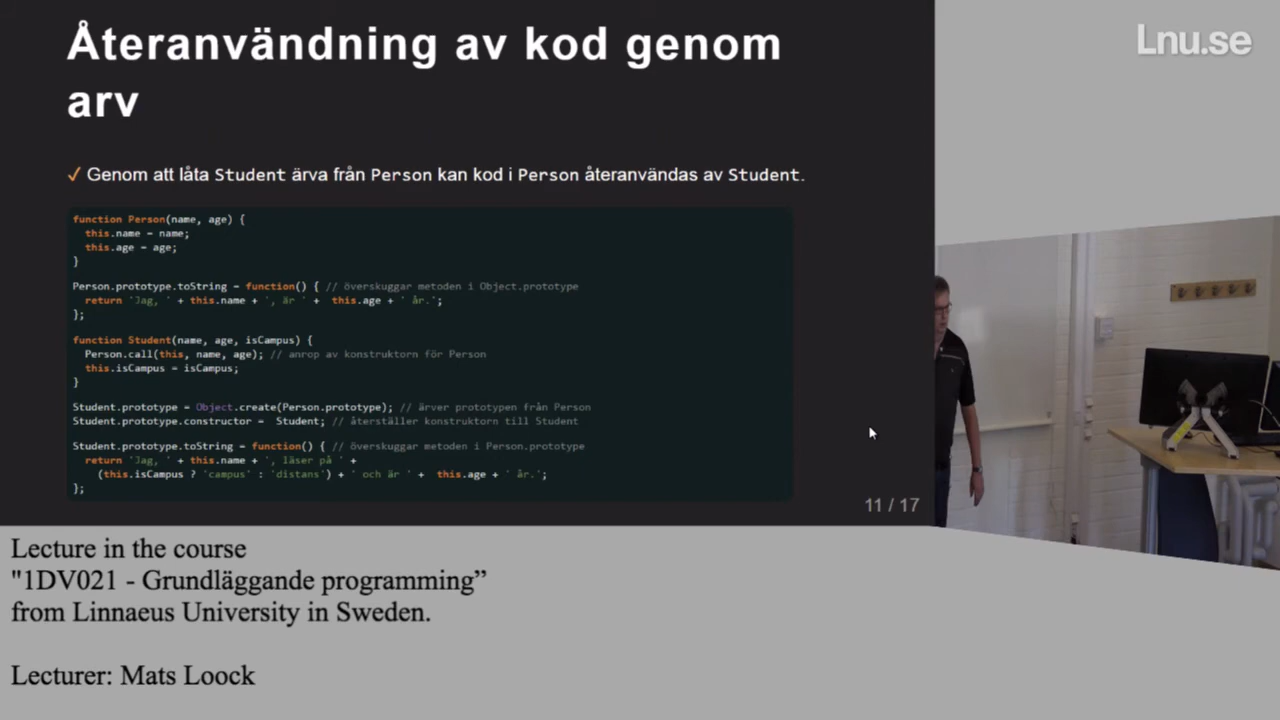 Återanvändning av kod genom
arv
Lnu.se
✓ Genom att låta Student ärva från Person kan kod i Person återanvändas av Student.
function Person(name, age) {
  this.name = name;
  this.age = age;
}
Person.prototype.toString = function() { // överskuggar metoden i Object.prototype
  return 'Jag, ' + this.name + ', är ' +  this.age + ' år.';
};
function Student(name, age, isCampus) {
  Person.call(this, name, age); // anrop av konstruktorn för Person
  this.isCampus = isCampus;
}
Student.prototype = Object.create(Person.prototype); // ärver prototypen från Person
Student.prototype.constructor =  Student; // återställer konstruktorn till Student
Student.prototype.toString = function() { // överskuggar metoden i Person.prototype
  return 'Jag, ' + this.name + ', läser på ' +
    (this.isCampus ? 'campus' : 'distans') + ' och är ' +  this.age + ' år.';
};
11 / 17
Lecture in the course
"1DV021 - Grundläggande programming”
from Linnaeus University in Sweden.
Lecturer: Mats Loock